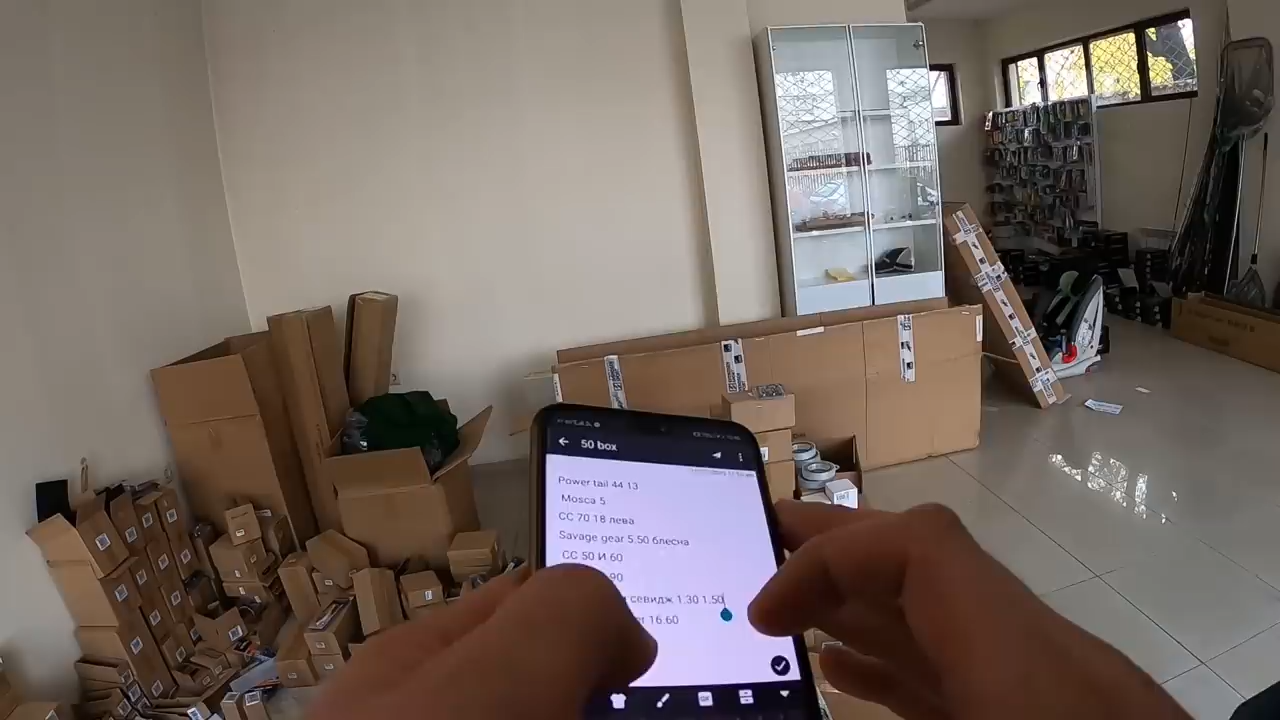 50 box
Power tail 44 13
Mosca 5
CC 70 18 лева
Savage gear 5.50 блесна
CC 50 И 60
90
севидж 1.30 1.50
16.60